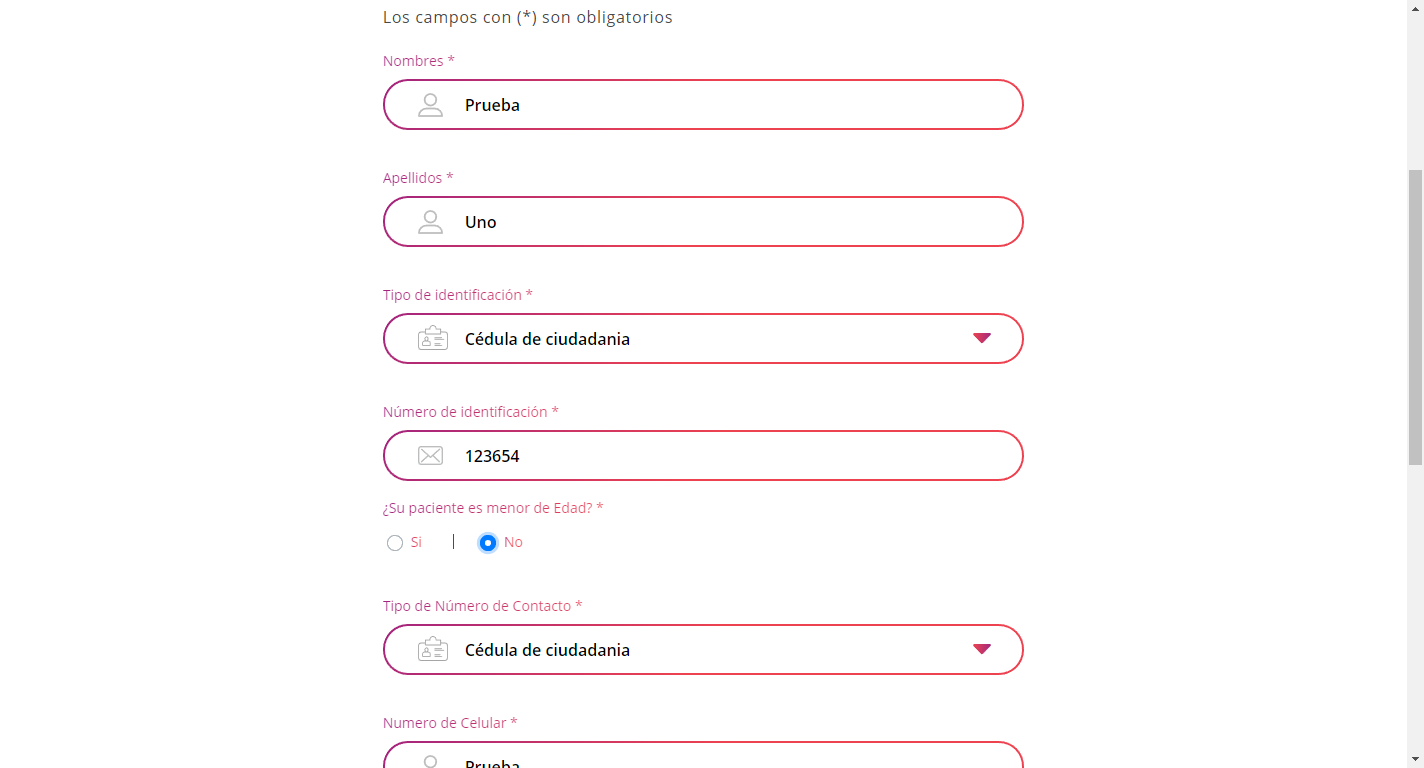 Los campos con (*) son obligatorios
Nombres *
Prueba
Apellidos *
Uno
Tipo de identificación *
Cédula de ciudadania
Número de identificación *
123654
¿Su paciente es menor de Edad? *
Si | No
Tipo de Número de Contacto *
Cédula de ciudadania
Numero de Celular *
Prueba